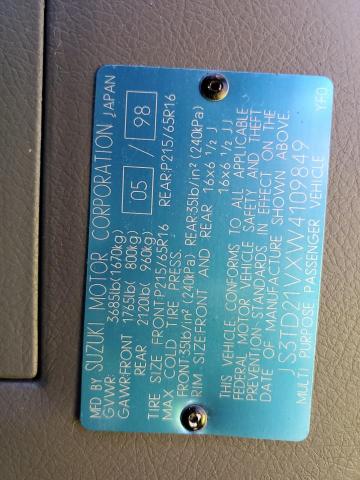 MFD BY SUZUKI MOTOR CORPORATION JAPAN
GVWR: 3685lb(1670kg) 05 / 98
GAWR:FRONT 1765lb( 800kg)
REAR 2120lb( 960kg)
TIRE SIZE FRONT:P215/65R16 REAR:P215/65R16
MAX COLD TIRE PRESS.
FRONT:35lb/in² (240kPa) REAR:35lb/in² (240kPa)
RIM SIZE:FRONT AND REAR 16x6 ½ JJ
16x6 ½ JJ
THIS VEHICLE CONFORMS TO ALL APPLICABLE
FEDERAL MOTOR VEHICLE SAFETY AND THEFT
PREVENTION STANDARDS IN EFFECT ON THE
DATE OF MANUFACTURE SHOWN ABOVE.
JS3TD21VXW4109849
MULTI PURPOSE PASSENGER VEHICLE